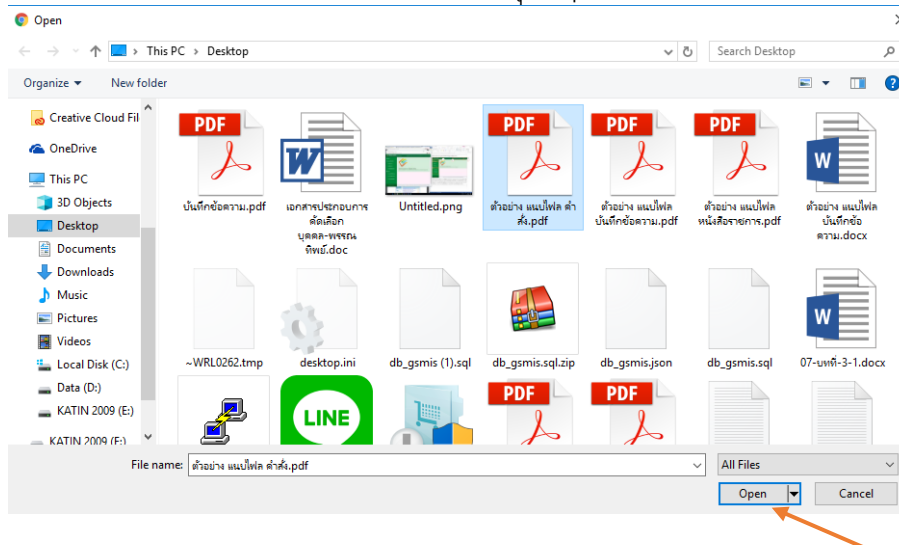 Open
This PC > Desktop
Search Desktop
Organize
New folder
Creative Cloud Fil
OneDrive
This PC
3D Objects
Desktop
Documents
Downloads
Music
Pictures
Videos
Local Disk (C:)
Data (D:)
KATIN 2009 (E:)
KATIN 2009 (F:)
PDF
บันทึกข้อความ.pdf
W
เอกสารประกอบการ
คัดเลือก
บุคคล-พรรณ
ทิพย์.doc
Untitled.png
PDF
ตัวอย่าง แนบไฟล คำ
สั่ง.pdf
PDF
ตัวอย่าง แนบไฟล
บันทึกข้อความ.pdf
PDF
ตัวอย่าง แนบไฟล
หนังสือราชการ.pdf
W
ตัวอย่าง แนบไฟล
บันทึกข้อ
ความ.docx
~WRL0262.tmp
desktop.ini
db_gsmis (1).sql
db_gsmis.sql.zip
db_gsmis.json
db_gsmis.sql
W
07-บทที่-3-1.docx
LINE
PDF
PDF
File name:
ตัวอย่าง แนบไฟล คำสั่ง.pdf
All Files
Open
Cancel